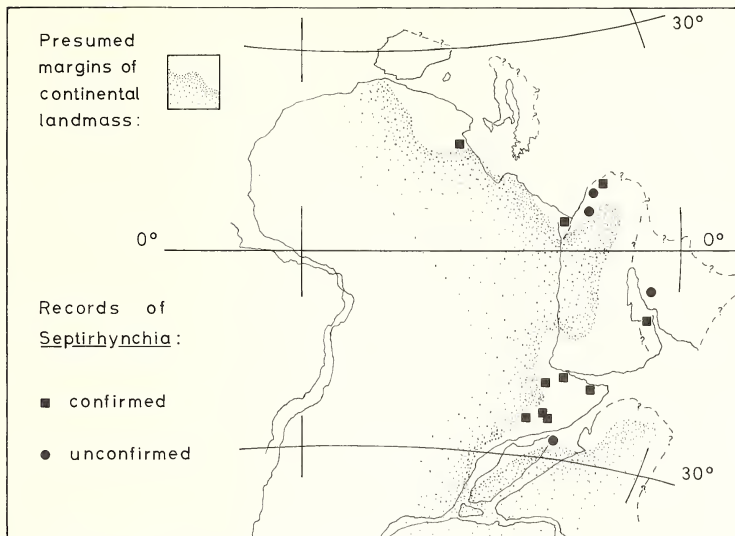 Presumed
margins of
continental
landmass:
30°
0°
0°
Records of
Septirhynchia:
confirmed
unconfirmed
30°
? ? ? ? ? ? ? ? ? ?